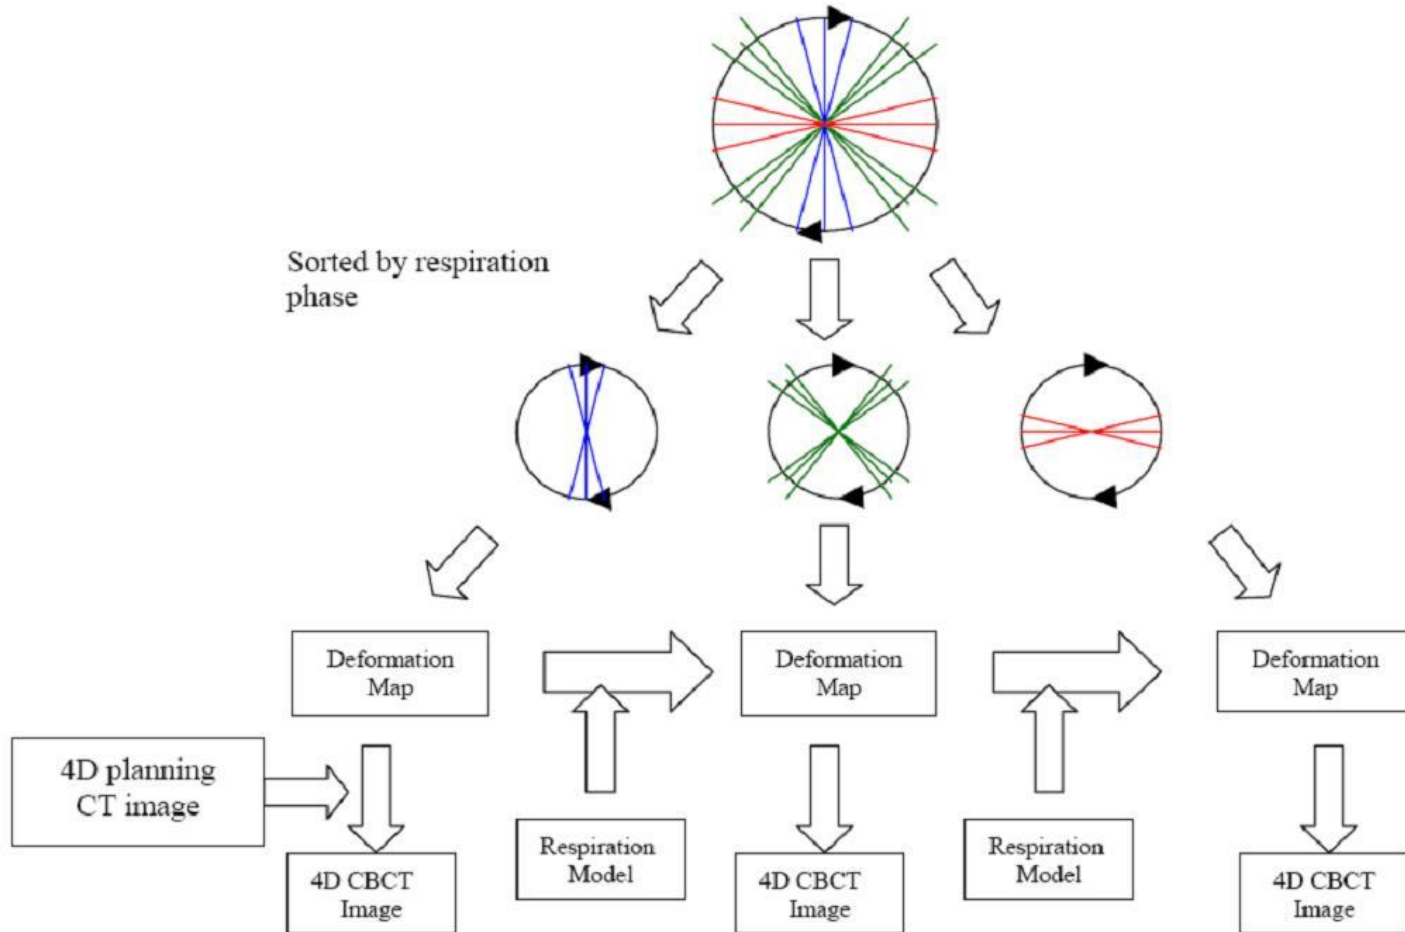 Sorted by respiration
phase
Deformation
Map
Deformation
Map
Deformation
Map
4D planning
CT image
Respiration
Model
Respiration
Model
4D CBCT
Image
4D CBCT
Image
4D CBCT
Image